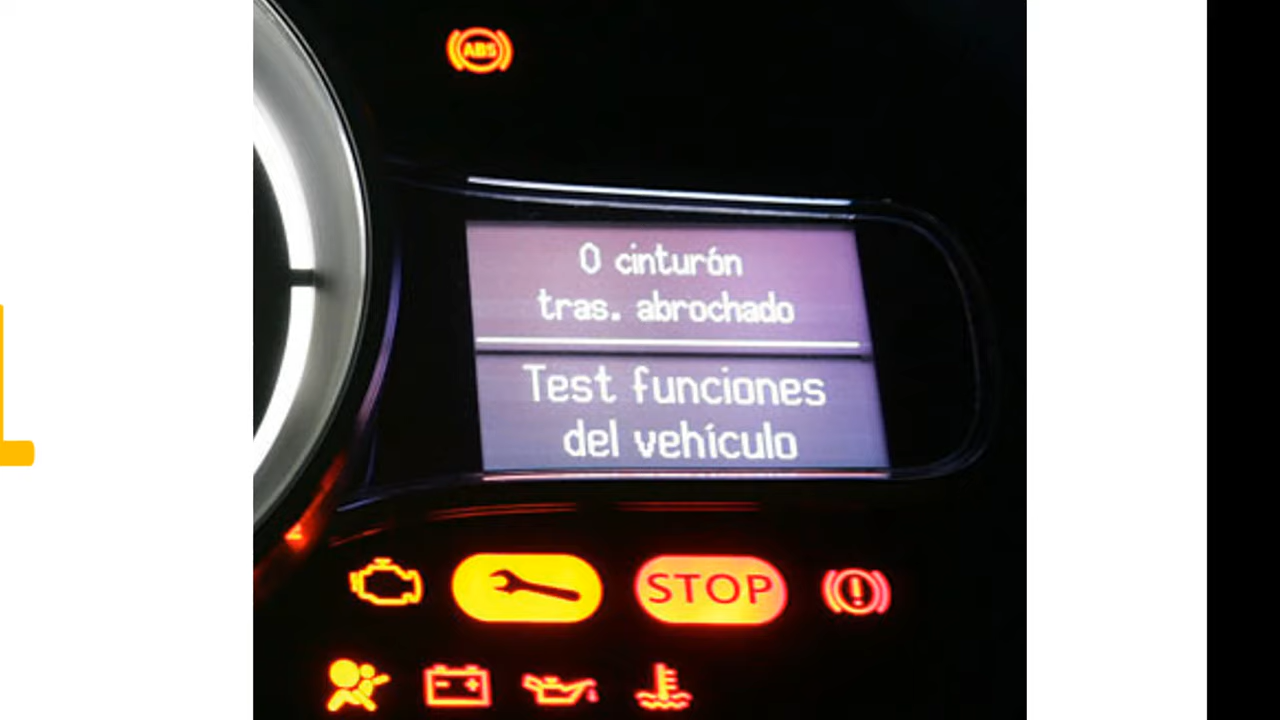 ABS
0 cinturón
tras. abrochado
Test funciones
del vehículo
STOP